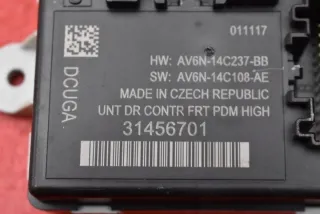 011117
HW: AV6N-14C237-BB
SW: AV6N-14C108-AE
MADE IN CZECH REPUBLIC
UNT DR CONTR FRT PDM HIGH
31456701
DCUGA.